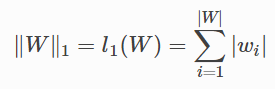 ‖W‖₁ = l₁(W) = ∑_{i=1}^{|W|} |wᵢ|